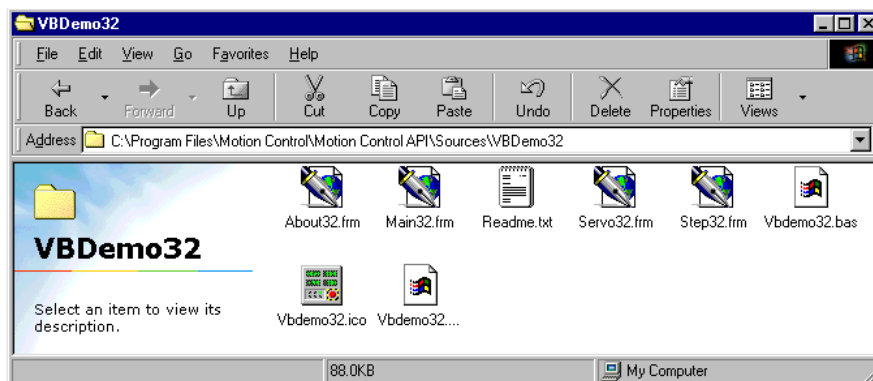 VBDemo32
File Edit View Go Favorites Help
Back Forward Up Cut Copy Paste Undo Delete Properties Views
Address C:\Program Files\Motion Control\Motion Control API\Sources\VBDemo32
About32.frm Main32.frm Readme.txt Servo32.frm Step32.frm Vbdemo32.bas
VBDemo32
Select an item to view its
description.
Vbdemo32.ico Vbdemo32....
88.0KB My Computer